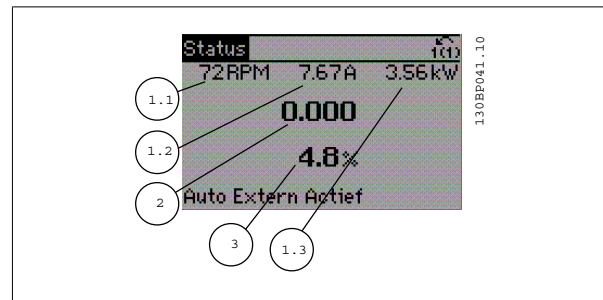 Status 1(1)
72RPM 7.67A 3.56kW
0.000
4.8%
Auto Extern Actief
1.1
1.2
2
3
1.3
130BP041.10